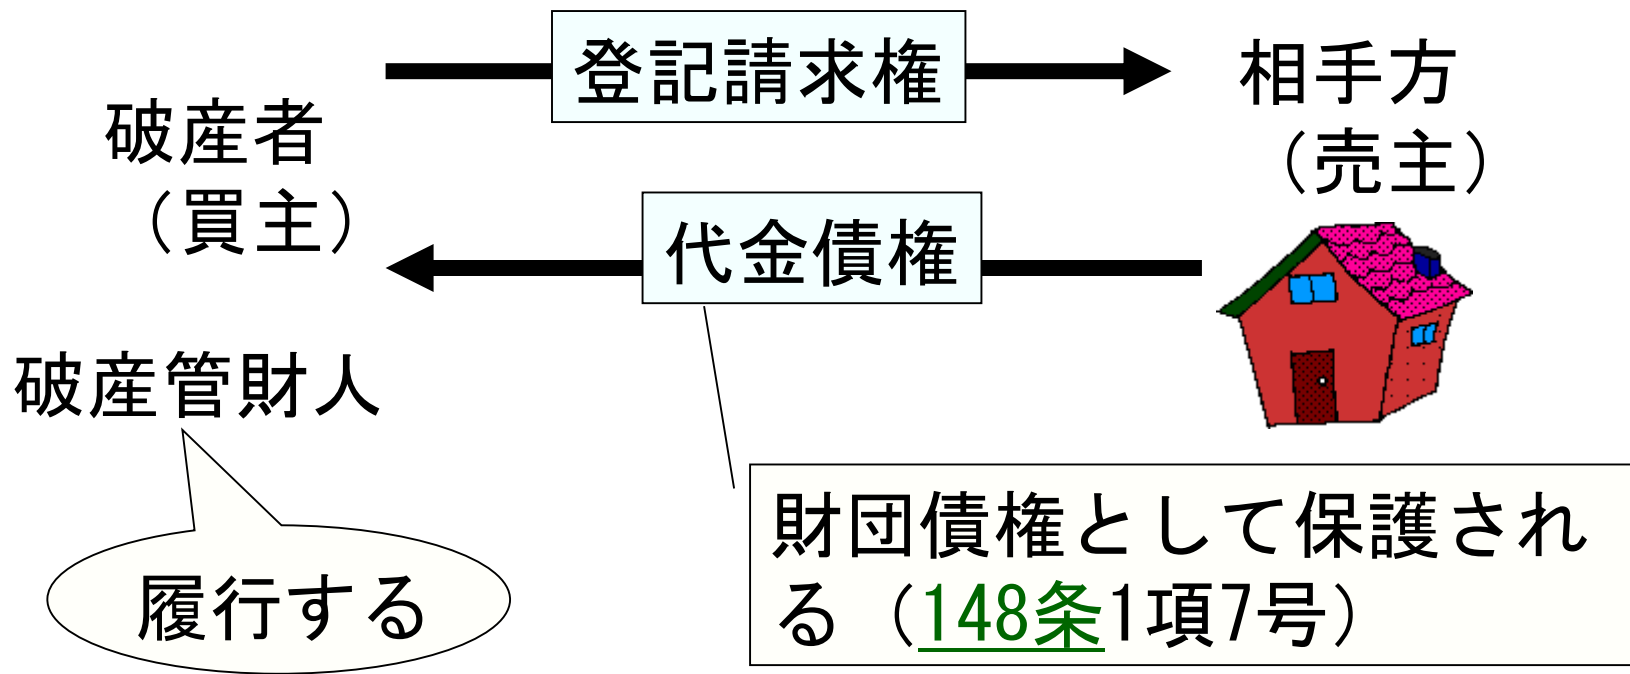 登記請求権
相手方
（売主）
破産者
（買主）
代金債権
破産管財人
履行する
財団債権として保護され
る（148条1項7号）